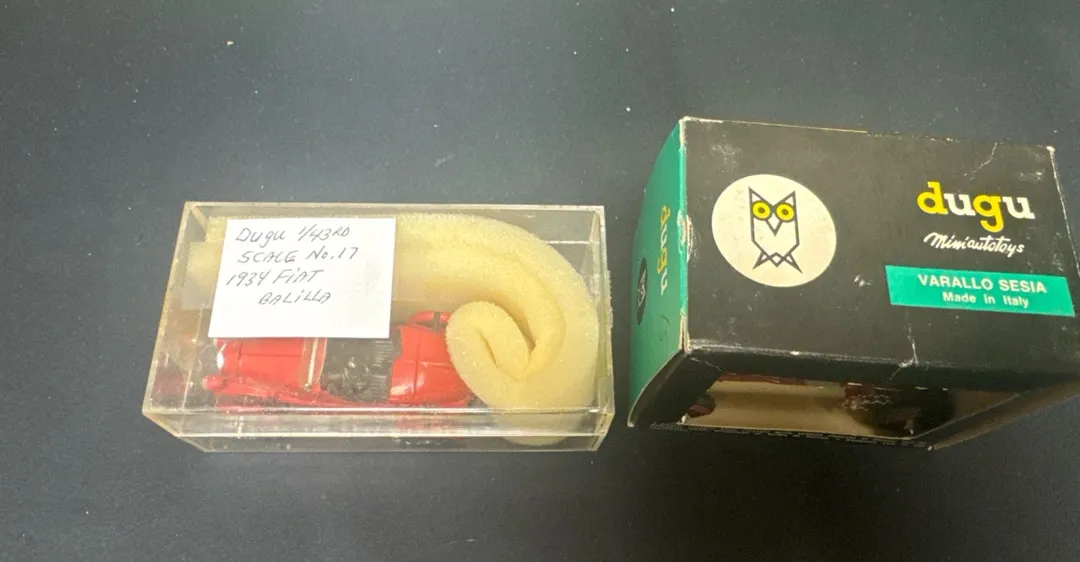 Dugu 1/43RD
SCALE No.17
1934 FIAT
BALILLA
dugu
dugu
Miniautotoys
VARALLO SESIA
Made in Italy